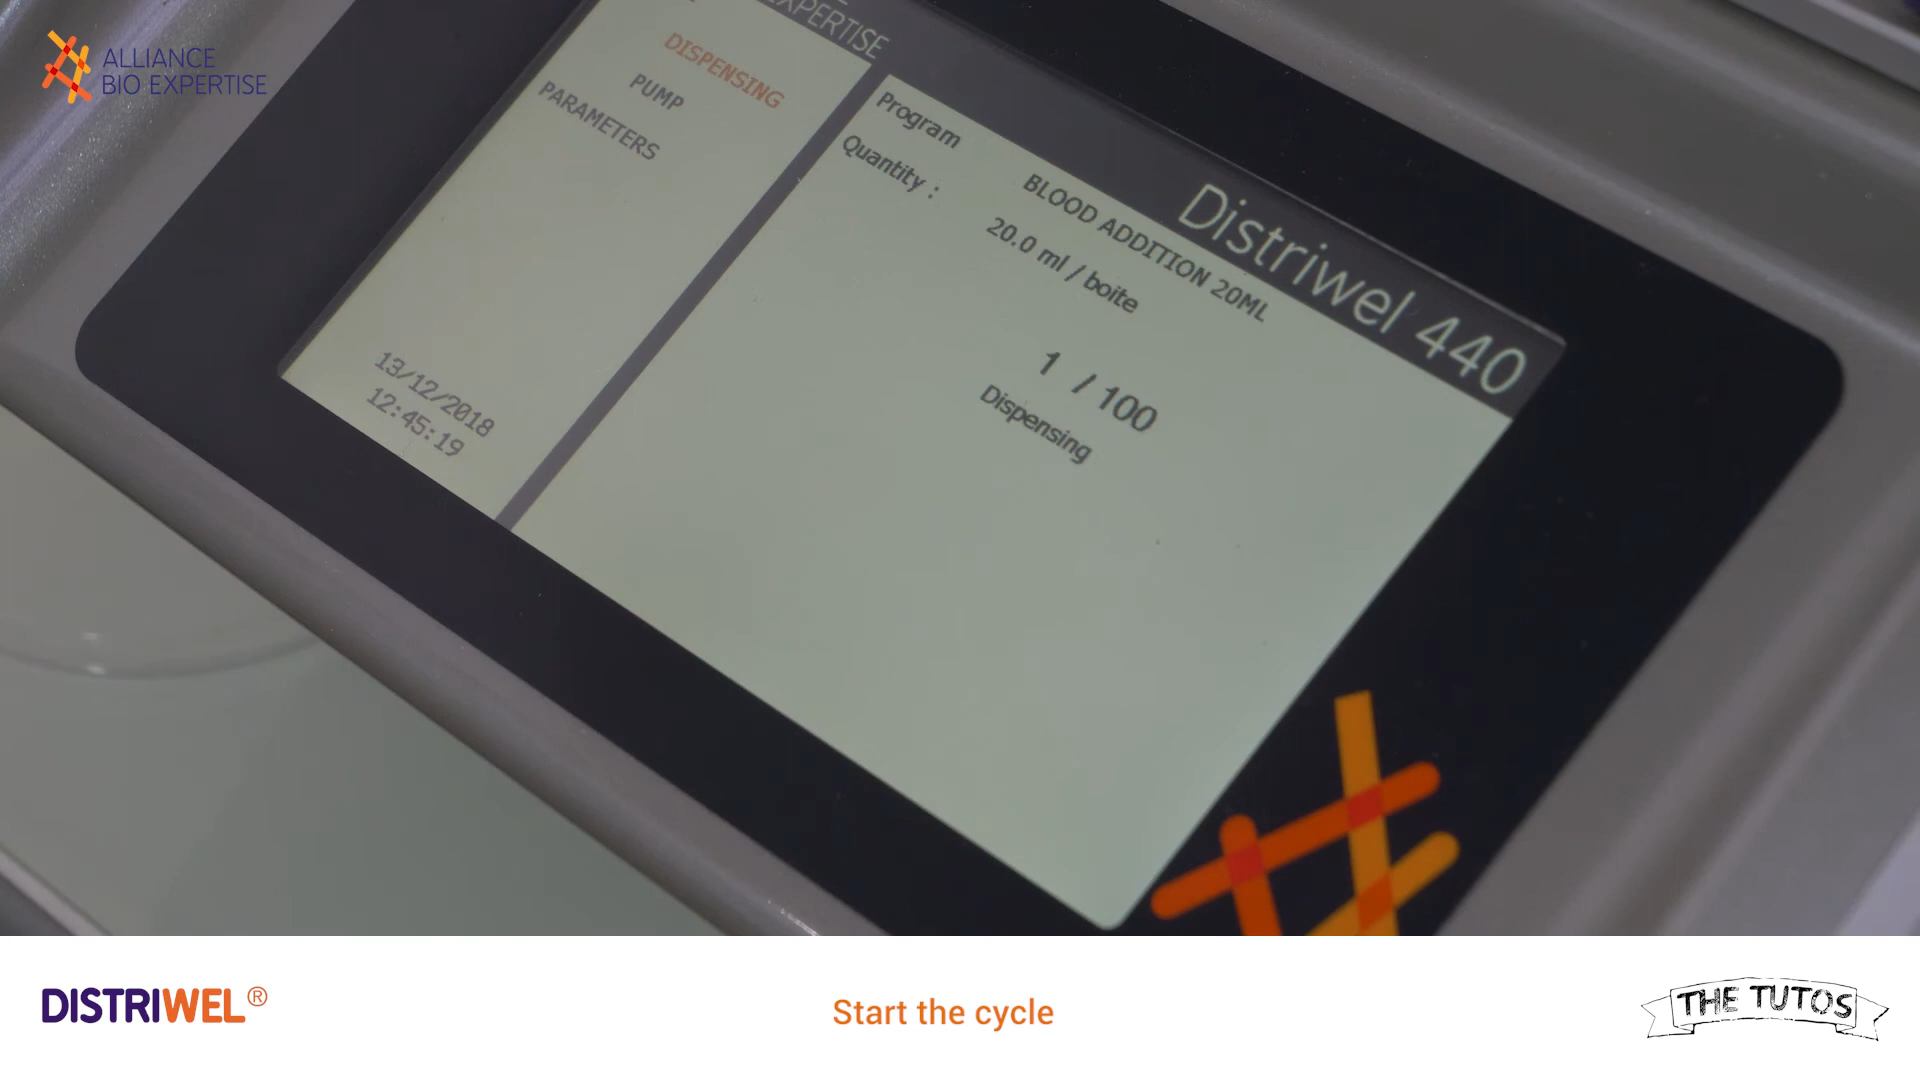 ALLIANCE
BIO EXPERTISE
EXPERTISE
Distriwel 440
DISPENSING
PUMP
PARAMETERS
13/12/2018
12:45:19
Program
BLOOD ADDITION 20ML
Quantity :
20.0 ml / boite
1 / 100
Dispensing
DISTRIWEL®
Start the cycle
THE TUTOS